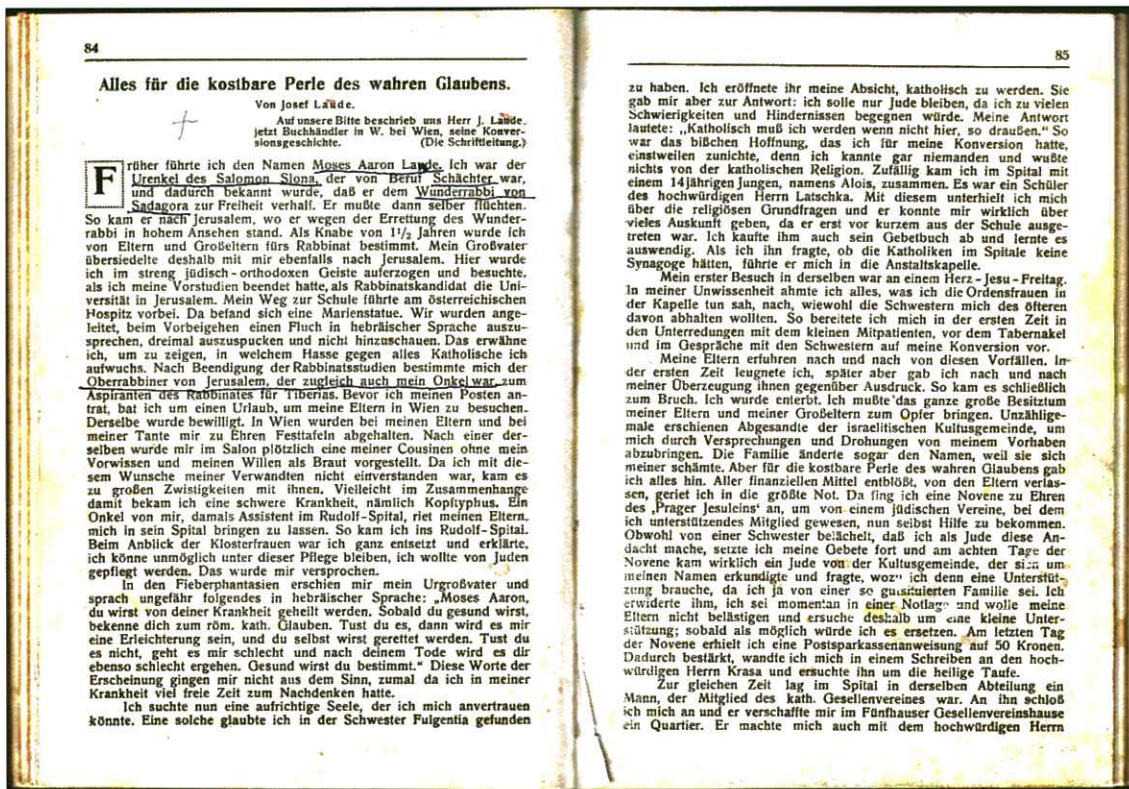 84
Alles für die kostbare Perle des wahren Glaubens.
Von Josef Laude.
Auf unsere Bitte beschrieb uns Herr J. Laude,
jetzt Buchhändler in W. bei Wien, seine Konver-
sionsgeschichte. (Die Schriftleitung.)
Früher führte ich den Namen Moses Aaron Laude. Ich war der
Urenkel des Salomon Slona, der von Beruf Schächter war,
und dadurch bekannt wurde, daß er dem Wunderrabbi von
Sadagora zur Freiheit verhalf. Er mußte dann selber flüchten.
So kam er nach Jerusalem, wo er wegen der Errettung des Wunder-
rabbi in hohem Ansehen stand. Als Knabe von 1½ Jahren wurde ich
von Eltern und Großeltern fürs Rabbinat bestimmt. Mein Großvater
übersiedelte deshalb mit mir ebenfalls nach Jerusalem. Hier wurde
ich im streng jüdisch-orthodoxen Geiste auferzogen und besuchte,
als ich meine Vorstudien beendet hatte, als Rabbinatskandidat die Uni-
versität in Jerusalem. Mein Weg zur Schule führte am österreichischen
Hospitz vorbei. Da befand sich eine Marienstatue. Wir wurden ange-
leitet, beim Vorbeigehen einen Fluch in hebräischer Sprache auszu-
sprechen, dreimal auszuspucken und nicht hinzuschauen. Das erwähne
ich, um zu zeigen, in welchem Hasse gegen alles Katholische ich
aufwuchs. Nach Beendigung der Rabbinatsstudien bestimmte mich der
Oberrabbiner von Jerusalem, der zugleich auch mein Onkel war, zum
Aspiranten des Rabbinates für Tiberias. Bevor ich meinen Posten an-
trat, bat ich um einen Urlaub, um meine Eltern in Wien zu besuchen.
Derselbe wurde bewilligt. In Wien wurden bei meinen Eltern und bei
meiner Tante mir zu Ehren Festtafeln abgehalten. Nach einer der-
selben wurde mir im Salon plötzlich eine meiner Cousinen ohne mein
Vorwissen und meinen Willen als Braut vorgestellt. Da ich mit die-
sem Wunsche meiner Verwandten nicht einverstanden war, kam es
zu großen Zwistigkeiten mit ihnen. Vielleicht im Zusammenhange
damit bekam ich eine schwere Krankheit, nämlich Kopftyphus. Ein
Onkel von mir, damals Assistent im Rudolf-Spital, riet meinen Eltern,
mich in sein Spital bringen zu lassen. So kam ich ins Rudolf-Spital.
Beim Anblick der Klosterfrauen war ich ganz entsetzt und erklärte,
ich könne unmöglich unter dieser Pflege bleiben, ich wollte von Juden
gepflegt werden. Das wurde mir versprochen.
In den Fieberphantasien erschien mir mein Urgroßvater und
sprach ungefähr folgendes in hebräischer Sprache: „Moses Aaron,
du wirst von deiner Krankheit geheilt werden. Sobald du gesund wirst,
bekenne dich zum röm. kath. Glauben. Tust du es, dann wird es mir
eine Erleichterung sein, und du selbst wirst gerettet werden. Tust du
es nicht, geht es mir schlecht und nach deinem Tode wird es dir
ebenso schlecht ergehen. Gesund wirst du bestimmt.“ Diese Worte der
Erscheinung gingen mir nicht aus dem Sinn, zumal da ich in meiner
Krankheit viel freie Zeit zum Nachdenken hatte.
Ich suchte nun eine aufrichtige Seele, der ich mich anvertrauen
könnte. Eine solche glaubte ich in der Schwester Fulgentia gefunden
85
zu haben. Ich eröffnete ihr meine Absicht, katholisch zu werden. Sie
gab mir aber zur Antwort: ich solle nur Jude bleiben, da ich zu vielen
Schwierigkeiten und Hindernissen begegnen würde. Meine Antwort
lautete: „Katholisch muß ich werden wenn nicht hier, so draußen.“ So
war das bißchen Hoffnung, das ich für meine Konversion hatte,
einstweilen zunichte, denn ich kannte gar niemanden und wußte
nichts von der katholischen Religion. Zufällig kam ich im Spital mit
einem 14jährigen Jungen, namens Alois, zusammen. Es war ein Schüler
des hochwürdigen Herrn Latschka. Mit diesem unterhielt ich mich
über die religiösen Grundfragen und er konnte mir wirklich über
vieles Auskunft geben, da er erst vor kurzem aus der Schule ausge-
treten war. Ich kaufte ihm auch sein Gebetbuch ab und lernte es
auswendig. Als ich ihn fragte, ob die Katholiken im Spitale keine
Synagoge hätten, führte er mich in die Anstaltskapelle.
Mein erster Besuch in derselben war an einem Herz-Jesu-Freitag.
In meiner Unwissenheit ahmte ich alles, was ich die Ordensfrauen in
der Kapelle tun sah, nach, wiewohl die Schwestern mich des öfteren
davon abhalten wollten. So bereitete ich mich in der ersten Zeit in
den Unterredungen mit dem kleinen Mitpatienten, vor dem Tabernakel
und im Gespräche mit den Schwestern auf meine Konversion vor.
Meine Eltern erfuhren nach und nach von diesen Vorfällen. In
der ersten Zeit leugnete ich, später aber gab ich nach und nach
meiner Überzeugung ihnen gegenüber Ausdruck. So kam es schließlich
zum Bruch. Ich wurde enterbt. Ich mußte das ganze große Besitztum
meiner Eltern und meiner Großeltern zum Opfer bringen. Unzählige-
male erschienen Abgesandte der israelitischen Kultusgemeinde, um
mich durch Versprechungen und Drohungen von meinem Vorhaben
abzubringen. Die Familie änderte sogar den Namen, weil sie sich
meiner schämte. Aber für die kostbare Perle des wahren Glaubens gab
ich alles hin. Aller finanziellen Mittel entblößt, von den Eltern verlas-
sen, geriet ich in die größte Not. Da fing ich eine Novene zu Ehren
des ‚Prager Jesuleins‘ an, um von einem jüdischen Vereine, bei dem
ich unterstützendes Mitglied gewesen, nun selbst Hilfe zu bekommen.
Obwohl von einer Schwester belächelt, daß ich als Jude diese An-
dacht mache, setzte ich meine Gebete fort und am achten Tage der
Novene kam wirklich ein Jude von der Kultusgemeinde, der sich um
meinen Namen erkundigte und fragte, wozu ich denn eine Unterstüt-
zung brauche, da ich ja von einer so gutsituierten Familie sei. Ich
erwiderte ihm, ich sei momentan in einer Notlage und wolle meine
Eltern nicht belästigen und ersuche deshalb um eine kleine Unter-
stützung; sobald als möglich würde ich es ersetzen. Am letzten Tag
der Novene erhielt ich eine Postsparkassenanweisung auf 50 Kronen.
Dadurch bestärkt, wandte ich mich in einem Schreiben an den hoch-
würdigen Herrn Krasa und ersuchte ihn um die heilige Taufe.
Zur gleichen Zeit lag im Spital in derselben Abteilung ein
Mann, der Mitglied des kath. Gesellenvereines war. An ihn schloß
ich mich an und er verschaffte mir im Fünfhauser Gesellenvereinshause
ein Quartier. Er machte mich auch mit dem hochwürdigen Herrn